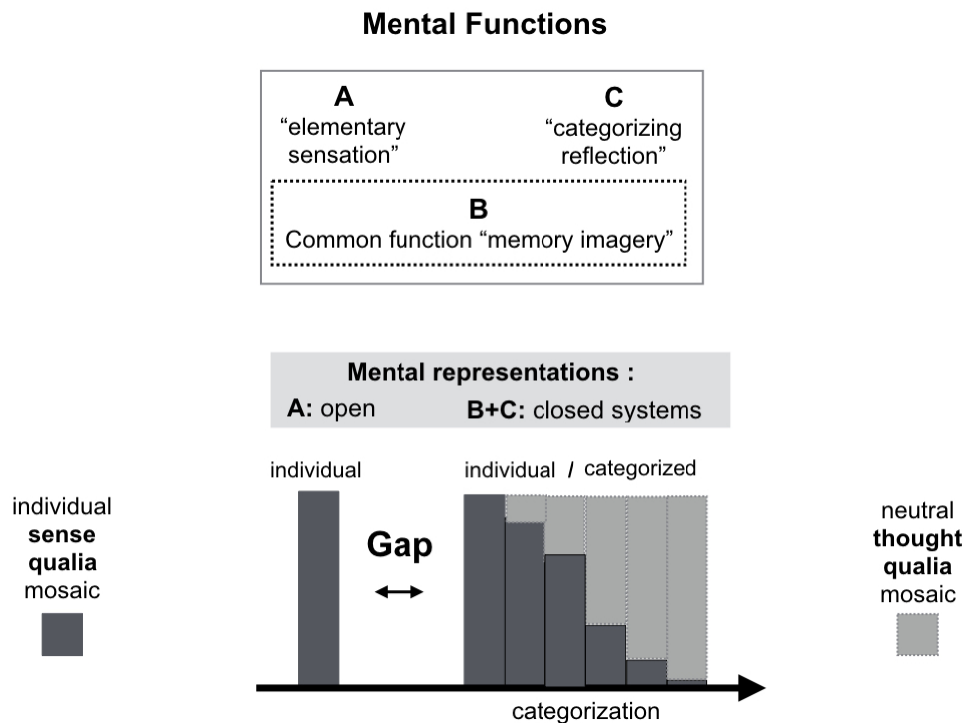 Mental Functions
A
“elementary
sensation”
C
“categorizing
reflection”
B
Common function “memory imagery”
Mental representations :
A: open
B+C: closed systems
individual
individual / categorized
individual
sense
qualia
mosaic
Gap
neutral
thought
qualia
mosaic
categorization